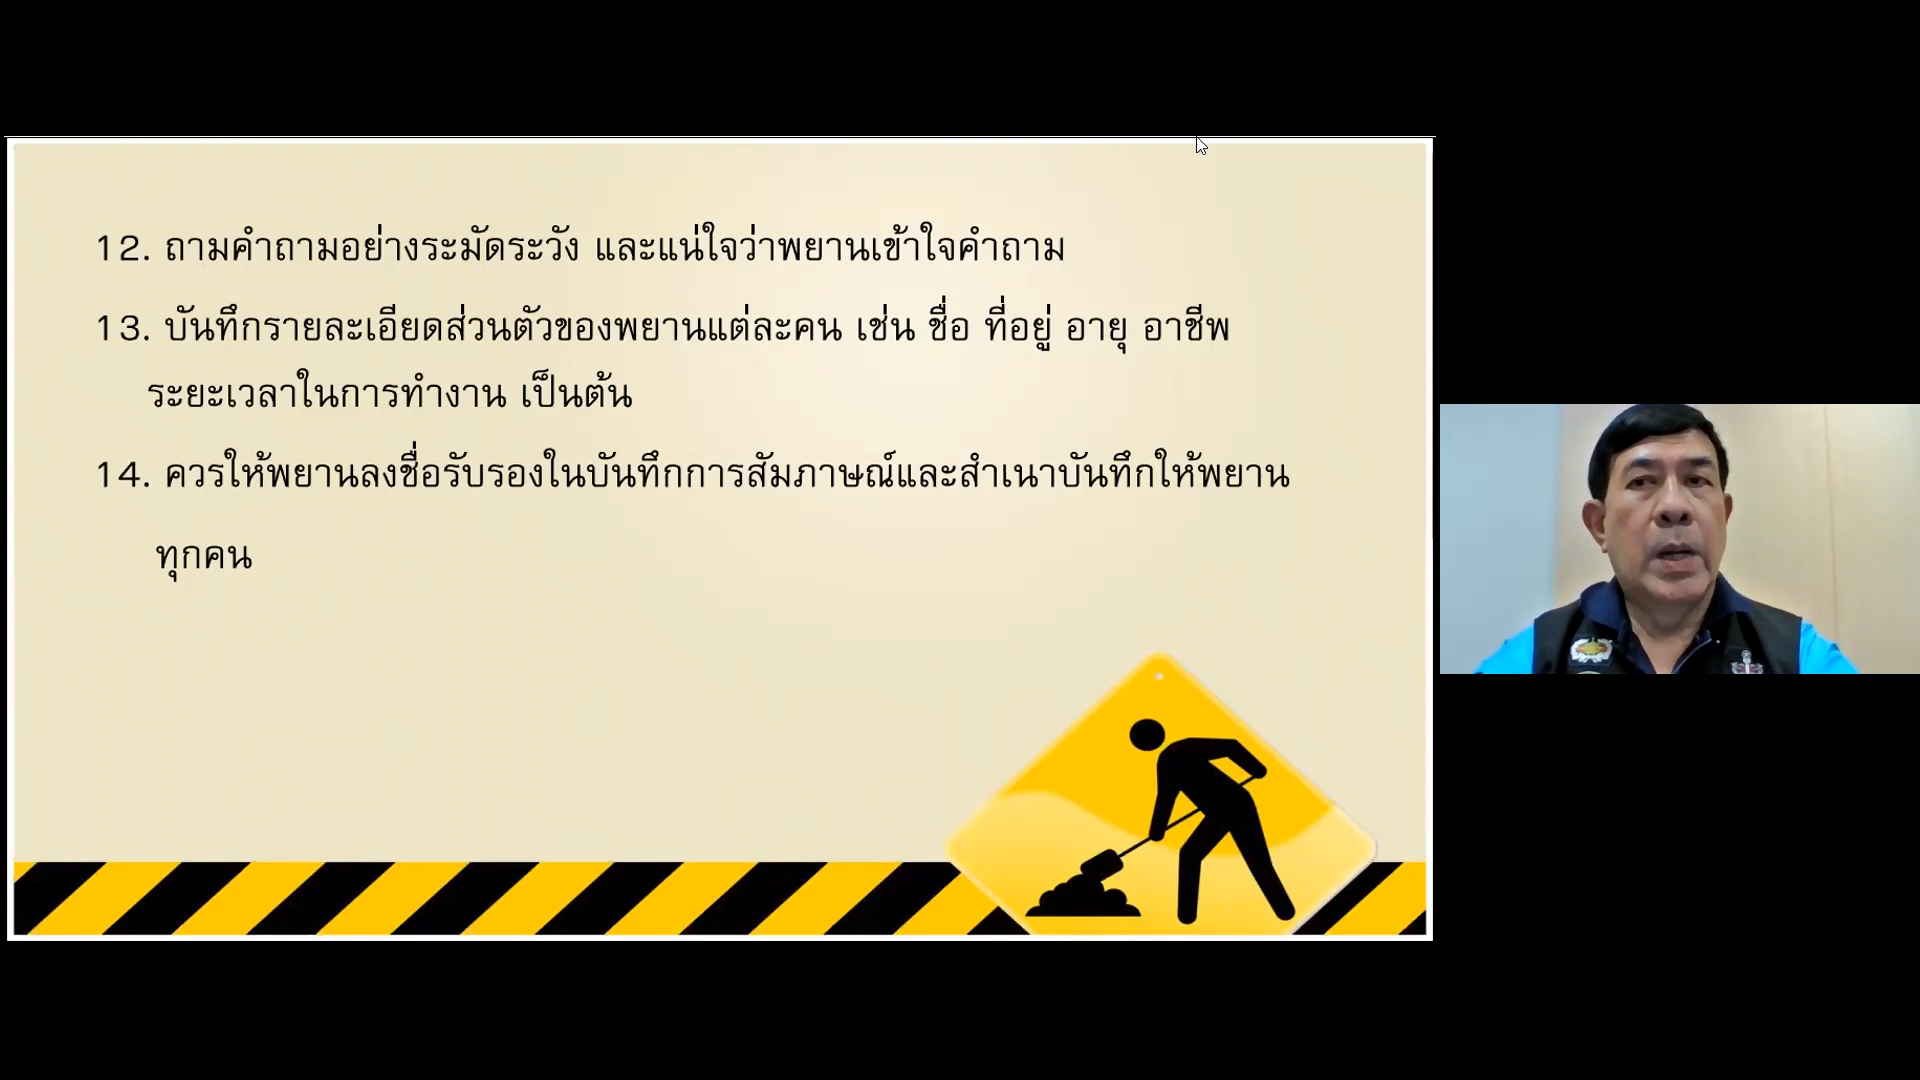 12. ถามคำถามอย่างระมัดระวัง และแน่ใจว่าพยานเข้าใจคำถาม
13. บันทึกรายละเอียดส่วนตัวของพยานแต่ละคน เช่น ชื่อ ที่อยู่ อายุ อาชีพ
ระยะเวลาในการทำงาน เป็นต้น
14. ควรให้พยานลงชื่อรับรองในบันทึกการสัมภาษณ์และสำเนาบันทึกให้พยาน
ทุกคน